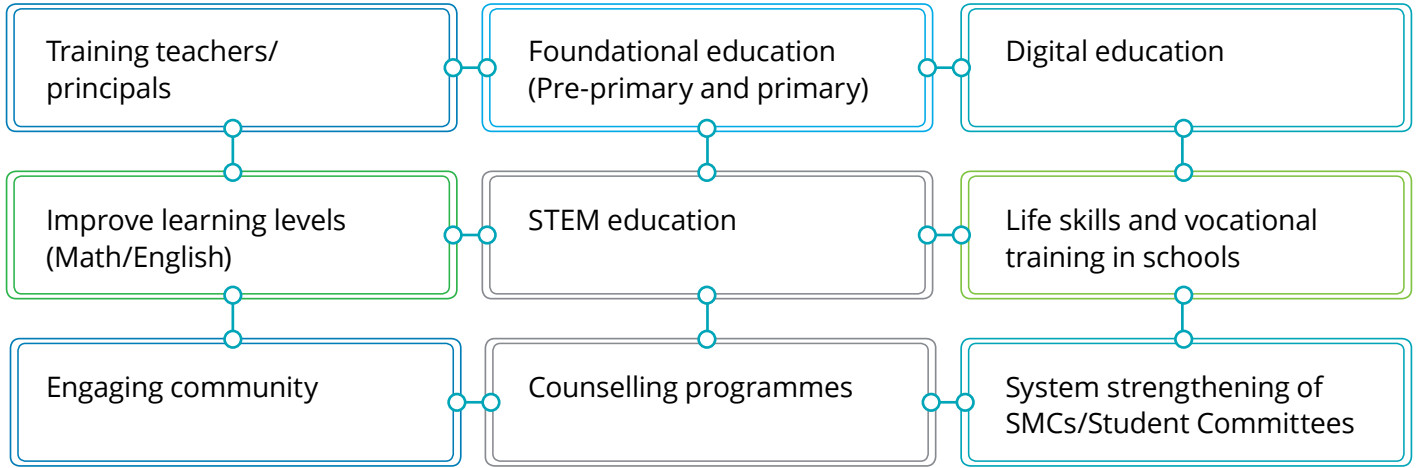 Training teachers/
principals
Foundational education
(Pre-primary and primary)
Digital education
Improve learning levels
(Math/English)
STEM education
Life skills and vocational
training in schools
Engaging community
Counselling programmes
System strengthening of
SMCs/Student Committees